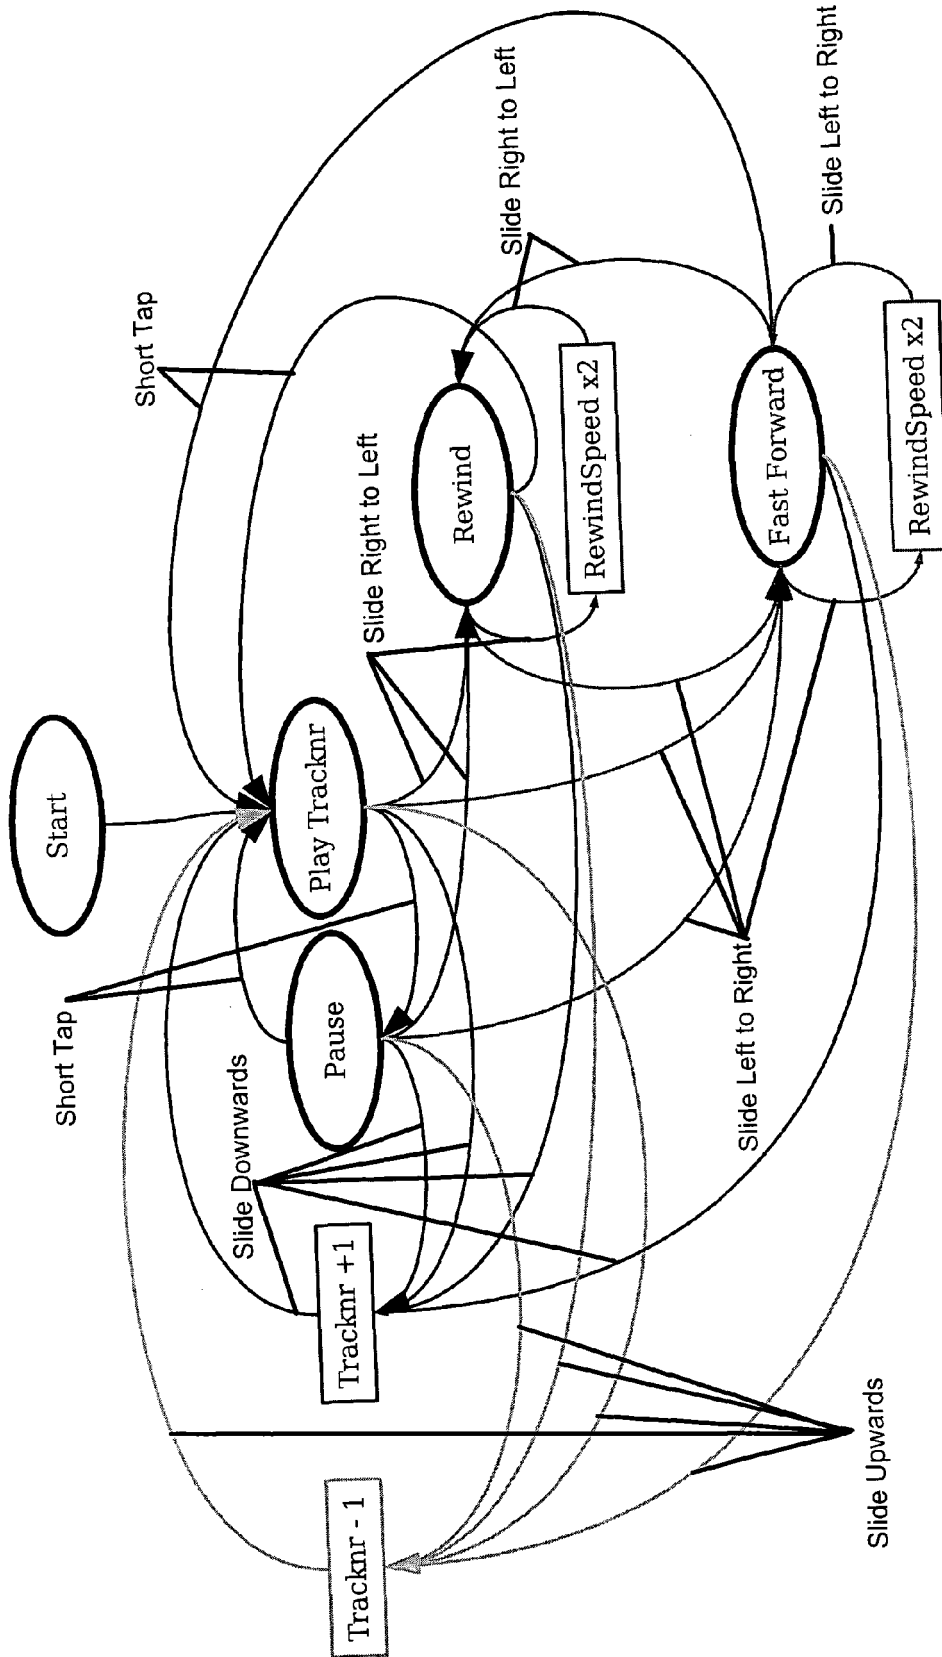 Start
Short Tap
Short Tap
Play Tracknr
Pause
Slide Downwards
Tracknr +1
Tracknr - 1
Slide Right to Left
Slide Right to Left
Rewind
RewindSpeed x2
Slide Left to Right
Slide Left to Right
Fast Forward
RewindSpeed x2
Slide Upwards